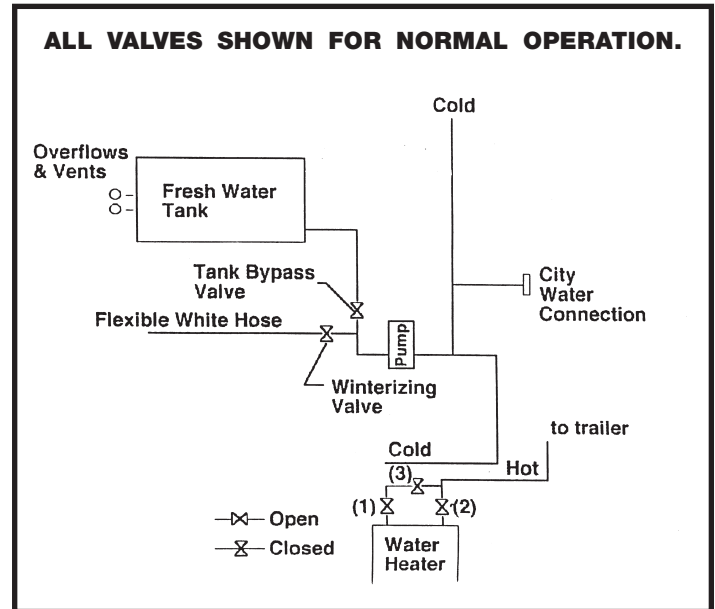 ALL VALVES SHOWN FOR NORMAL OPERATION.
Cold
Overflows
& Vents
Fresh Water
Tank
Tank Bypass
Valve
City
Water
Connection
Flexible White Hose
Pump
Winterizing
Valve
to trailer
Cold
Hot
(3)
(1)
(2)
Open
Closed
Water
Heater